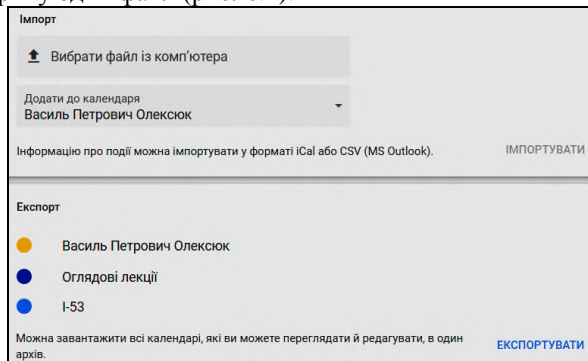 Імпорт
Вибрати файл із комп'ютера
Додати до календаря
Василь Петрович Олексюк
Інформацію про події можна імпортувати у форматі iCal або CSV (MS Outlook).
ІМПОРТУВАТИ
Експорт
Василь Петрович Олексюк
Оглядові лекції
І-53
Можна завантажити всі календарі, які ви можете переглядати й редагувати, в один
архів.
ЕКСПОРТУВАТИ